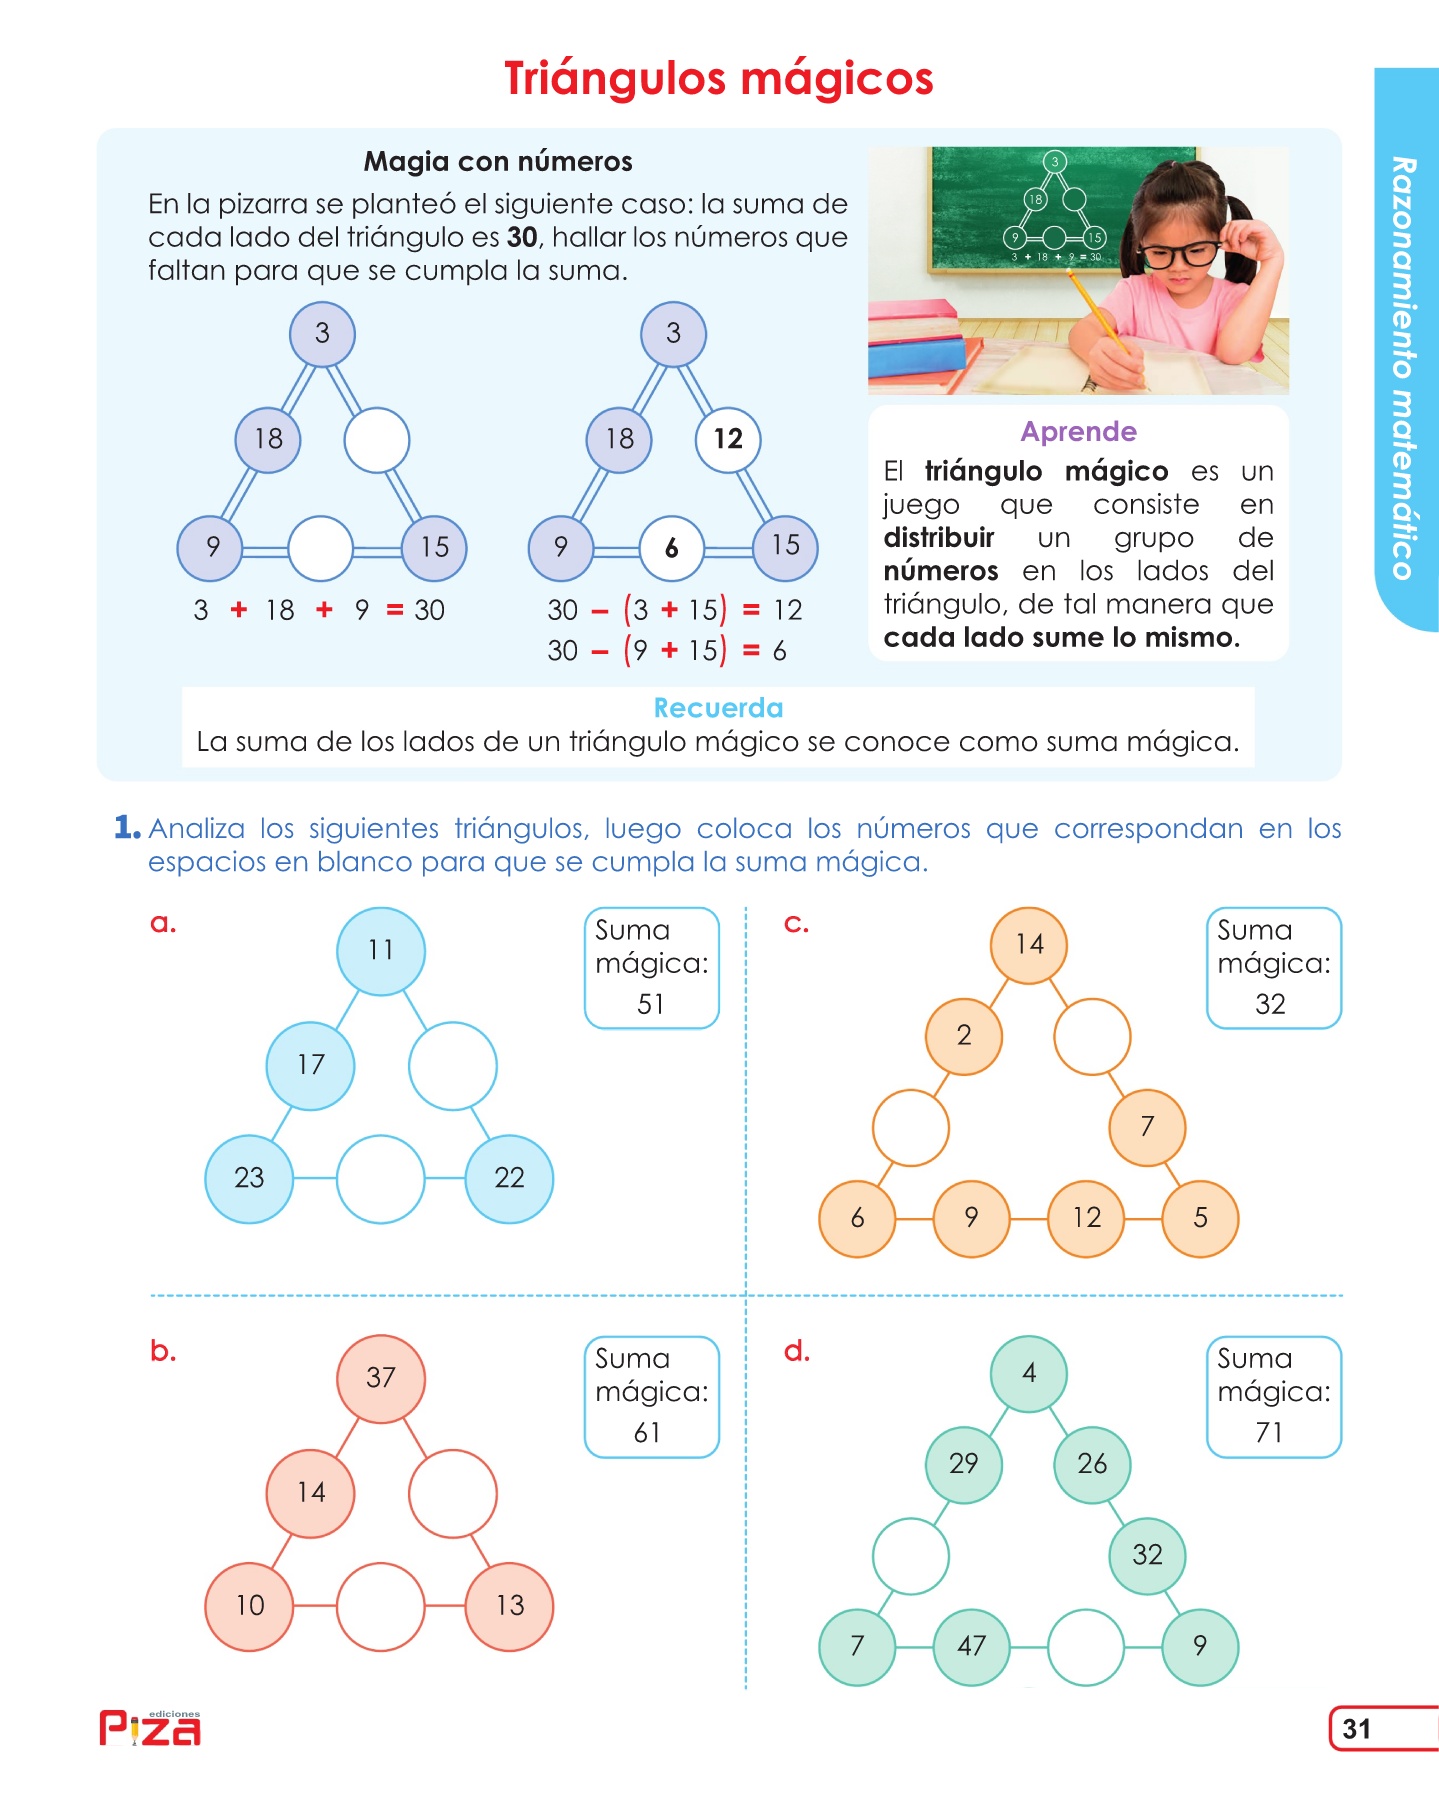 Triángulos mágicos
Magia con números
En la pizarra se planteó el siguiente caso: la suma de
cada lado del triángulo es 30, hallar los números que
faltan para que se cumpla la suma.
3
18
9
15
3 + 18 + 9 = 30
3
18
12
9
6
15
30 – (3 + 15) = 12
30 – (9 + 15) = 6
3
18
9
15
3 + 18 + 9 = 30
Aprende
El triángulo mágico es un
juego que consiste en
distribuir un grupo de
números en los lados del
triángulo, de tal manera que
cada lado sume lo mismo.
Recuerda
La suma de los lados de un triángulo mágico se conoce como suma mágica.
Razonamiento matemático
1. Analiza los siguientes triángulos, luego coloca los números que correspondan en los
espacios en blanco para que se cumpla la suma mágica.
a.
11
17
23
22
Suma
mágica:
51
c.
14
2
7
6
9
12
5
Suma
mágica:
32
b.
37
14
10
13
Suma
mágica:
61
d.
4
29
26
32
7
47
9
Suma
mágica:
71
ediciones
Piza
31